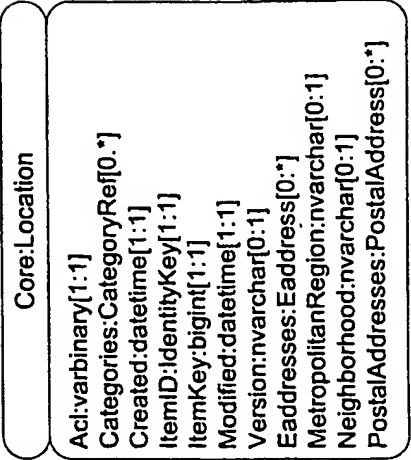 Core:Location
Acl:varbinary[1:1]
Categories:CategoryRef[0.*]
Created:datetime[1:1]
ItemID:IdentityKey[1:1]
ItemKey:bigint[1:1]
Modified:datetime[1:1]
Version:nvarchar[0:1]
Eaddresses:Eaddress[0:*]
MetropolitanRegion:nvarchar[0:1]
Neighborhood:nvarchar[0:1]
PostalAddresses:PostalAddress[0:*]